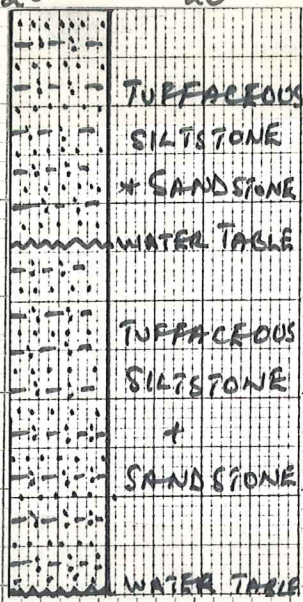 TUFFACEOUS
SILTSTONE
+ SANDSTONE
WATER TABLE
TUFFACEOUS
SILTSTONE
+
SANDSTONE
WATER TABLE